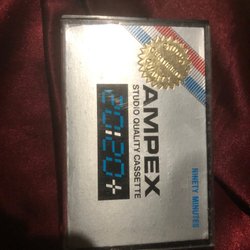 AMPEX
STUDIO QUALITY CASSETTE
20:20+
NINETY MINUTES